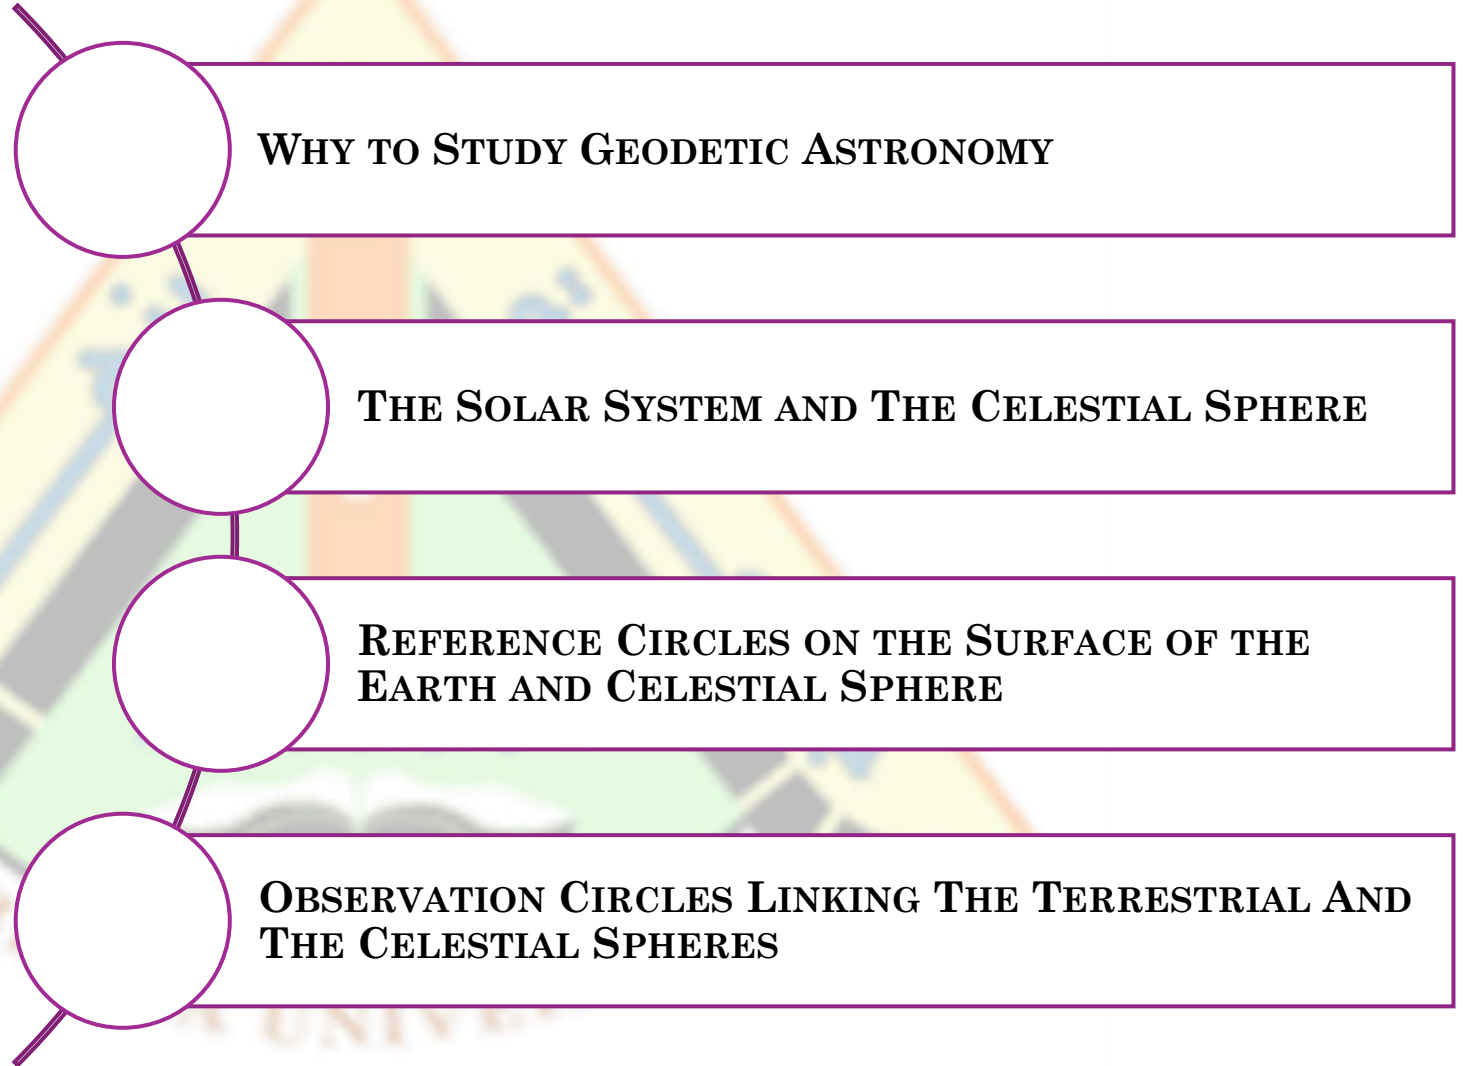 WHY TO STUDY GEODETIC ASTRONOMY
THE SOLAR SYSTEM AND THE CELESTIAL SPHERE
REFERENCE CIRCLES ON THE SURFACE OF THE
EARTH AND CELESTIAL SPHERE
OBSERVATION CIRCLES LINKING THE TERRESTRIAL AND
THE CELESTIAL SPHERES